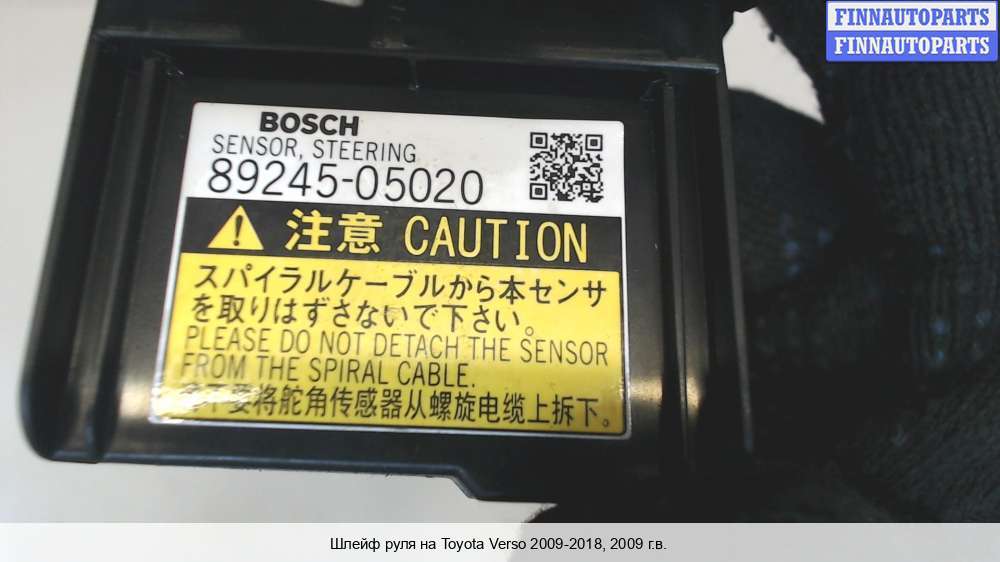 FINNAUTOPARTS
FINNAUTOPARTS
BOSCH
SENSOR, STEERING
89245-05020
注意 CAUTION
スパイラルケーブルから本センサ
を取りはずさないで下さい。
PLEASE DO NOT DETACH THE SENSOR
FROM THE SPIRAL CABLE.
不要将舵角传感器从螺旋电缆上拆下。
Шлейф руля на Toyota Verso 2009-2018, 2009 г.в.